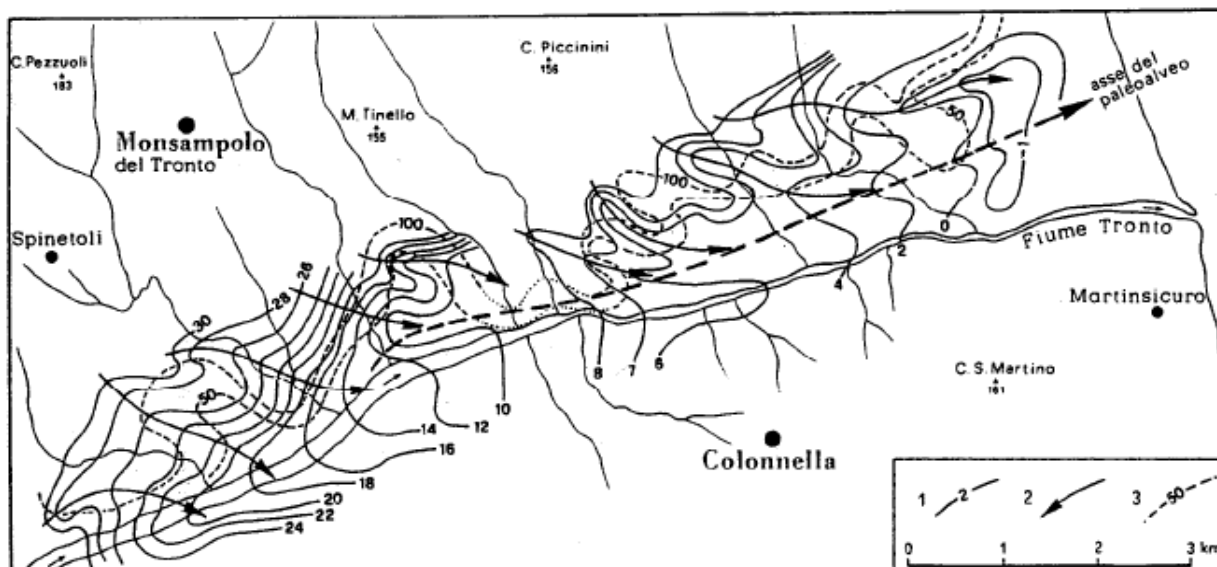 C. Pezzuoli
183
Monsampolo
del Tronto
Spinetoli
M. Tinello
155
C. Piccinini
156
asse del
paleoalveo
Fiume Tronto
Martinsicuro
C. S. Martino
161
Colonnella
100
100
50
50
30
28
26
24
22
20
18
16
14
12
10
8
7
6
4
2
0
1
1 2
2
3 50
0 1 2 3 km